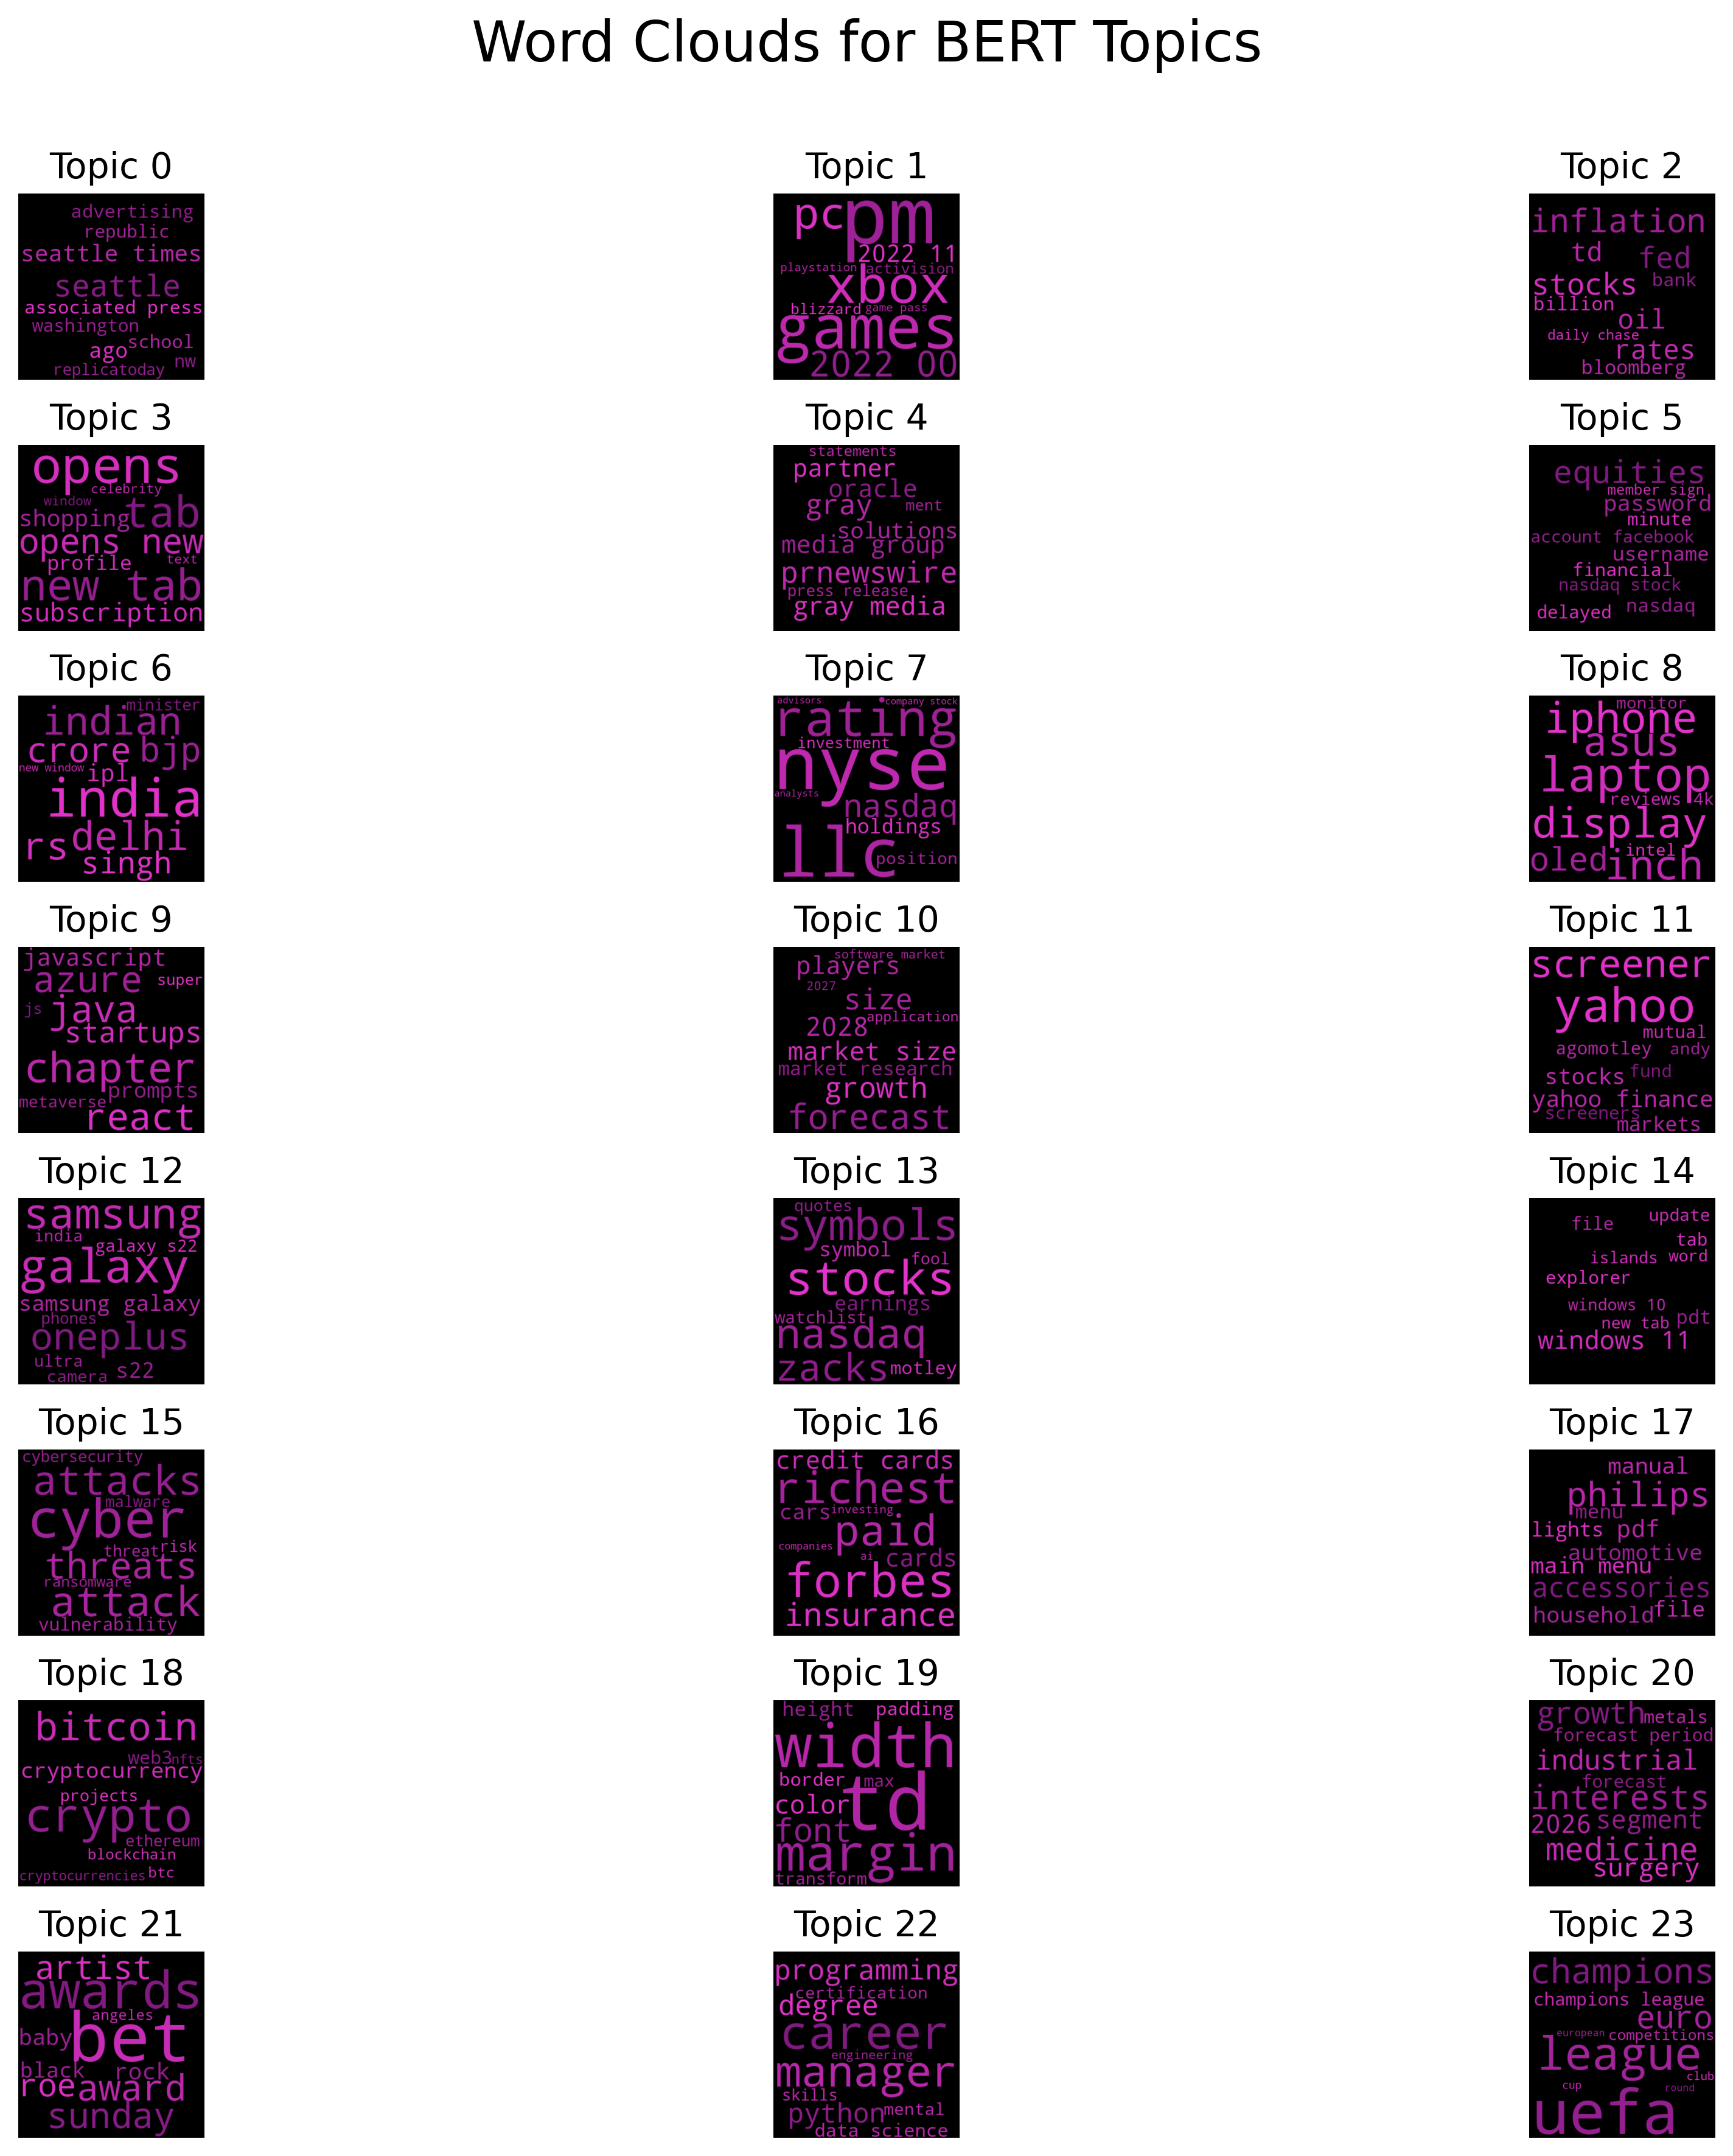 Word Clouds for BERT Topics
Topic 0
advertising
republic
seattle times
seattle
associated press
washington
school
ago
nw
replicatoday
Topic 1
pc pm
2022 11
playstation activision
xbox
blizzard game pass
games
2022 00
Topic 2
inflation
td fed
stocks bank
billion
oil
daily chase
rates
bloomberg
Topic 3
opens
celebrity
window
shopping tab
opens new
profile text
new tab
subscription
Topic 4
statements
partner
oracle
gray ment
solutions
media group
prnewswire
press release
gray media
Topic 5
equities
member sign
password
minute
account facebook
username
financial
nasdaq stock
delayed nasdaq
Topic 6
minister
indian
crore bjp
new window ipl
india
rs delhi
singh
Topic 7
advisors company stock
rating
investment
nyse
analysts
nasdaq
holdings
llc position
Topic 8
monitor
iphone
asus
laptop
reviews 4k
display
intel
oled inch
Topic 9
javascript
azure super
js java
startups
chapter
prompts
metaverse
react
Topic 10
software market
players
2027
size
2028 application
market size
market research
growth
forecast
Topic 11
screener
yahoo
mutual
agomotley andy
stocks fund
yahoo finance
screeners
markets
Topic 12
samsung
india
galaxy s22
galaxy
samsung galaxy
phones
oneplus
ultra
camera s22
Topic 13
quotes
symbols
symbol fool
stocks
earnings
watchlist
nasdaq
zacks motley
Topic 14
file update
tab
islands word
explorer
windows 10
new tab pdt
windows 11
Topic 15
cybersecurity
attacks
malware
cyber
threat risk
threats
ransomware
attack
vulnerability
Topic 16
credit cards
richest
cars investing
paid
companies
ai cards
forbes
insurance
Topic 17
manual
philips
menu
lights pdf
automotive
main menu
accessories
household file
Topic 18
bitcoin
web3 nfts
cryptocurrency
projects
crypto
ethereum
blockchain
cryptocurrencies btc
Topic 19
height padding
width
border max
color td
font
margin
transform
Topic 20
growth metals
forecast period
industrial
forecast
interests
2026 segment
medicine
surgery
Topic 21
artist
awards
angeles
baby bet
black rock
roe award
sunday
Topic 22
programming
certification
degree
career
engineering
manager
skills
python mental
data science
Topic 23
champions
champions league
euro
european competitions
league
club
cup round
uefa